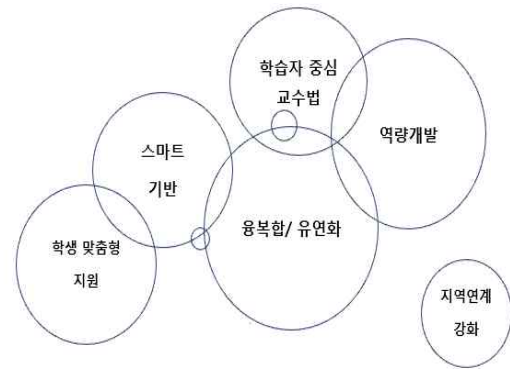 학습자 중심
교수법
역량개발
스마트
기반
융복합/ 유연화
학생 맞춤형
지원
지역연계
강화